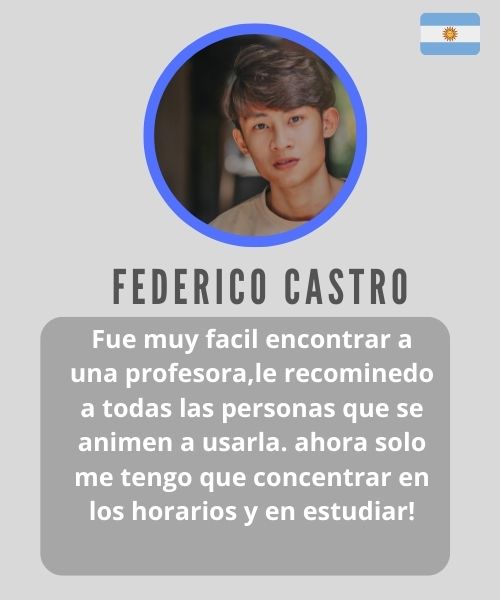 FEDERICO CASTRO
Fue muy facil encontrar a
una profesora,le recominedo
a todas las personas que se
animen a usarla. ahora solo
me tengo que concentrar en
los horarios y en estudiar!